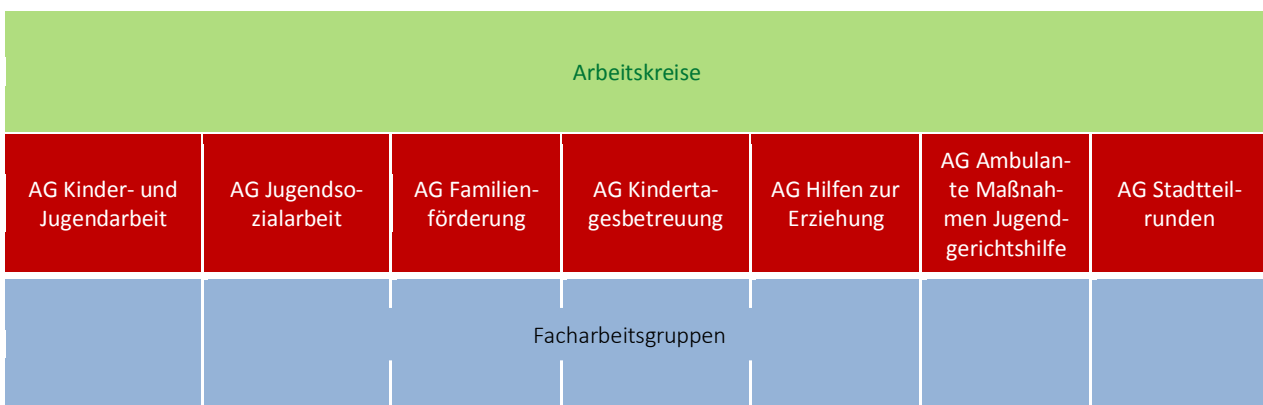 Arbeitskreise
AG Kinder- und
Jugendarbeit
AG Jugendso-
zialarbeit
AG Familien-
förderung
AG Kinderta-
gesbetreuung
AG Hilfen zur
Erziehung
AG Ambulan-
te Maßnah-
men Jugend-
gerichtshilfe
AG Stadtteil-
runden
Facharbeitsgruppen